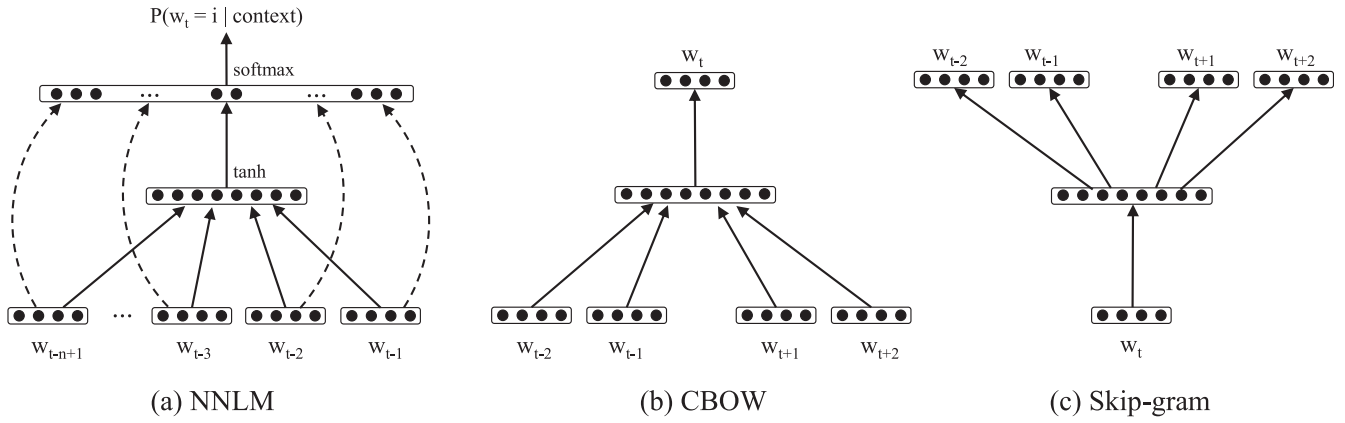 P(w_t = i | context)
softmax
...
...
tanh
...
w_t-n+1
w_t-3
w_t-2
w_t-1
(a) NNLM
w_t
w_t-2
w_t-1
w_t+1
w_t+2
(b) CBOW
w_t-2
w_t-1
w_t+1
w_t+2
w_t
(c) Skip-gram